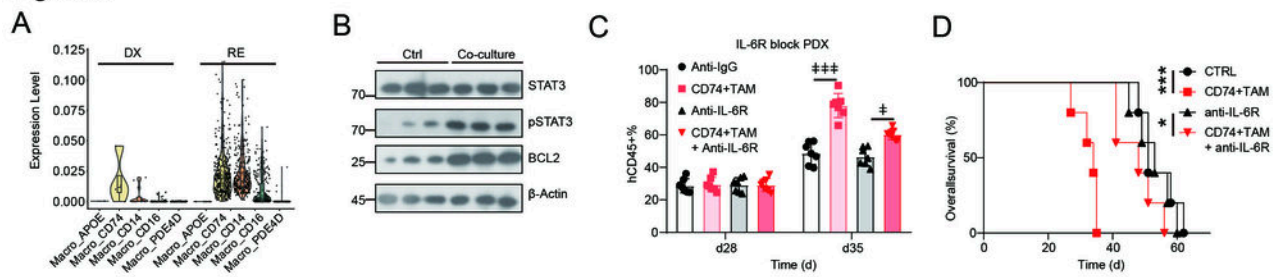 A
DX
RE
Expression Level
0.125
0.100
0.075
0.050
0.025
0.000
Macro_APOE
Macro_CD74
Macro_CD14
Macro_CD16
Macro_PDE4D
Macro_APOE
Macro_CD74
Macro_CD14
Macro_CD16
Macro_PDE4D
B
Ctrl
Co-culture
70
STAT3
70
pSTAT3
25
BCL2
45
β-Actin
C
IL-6R block PDX
Anti-IgG
CD74+TAM
Anti-IL-6R
CD74+TAM
+ Anti-IL-6R
‡‡‡
‡
hCD45+%
100
80
60
40
20
0
d28
d35
Time (d)
D
CTRL
CD74+TAM
anti-IL-6R
CD74+TAM
+ anti-IL-6R
***
*
Overallsurvival (%)
100
50
0
0
20
40
60
Time (d)